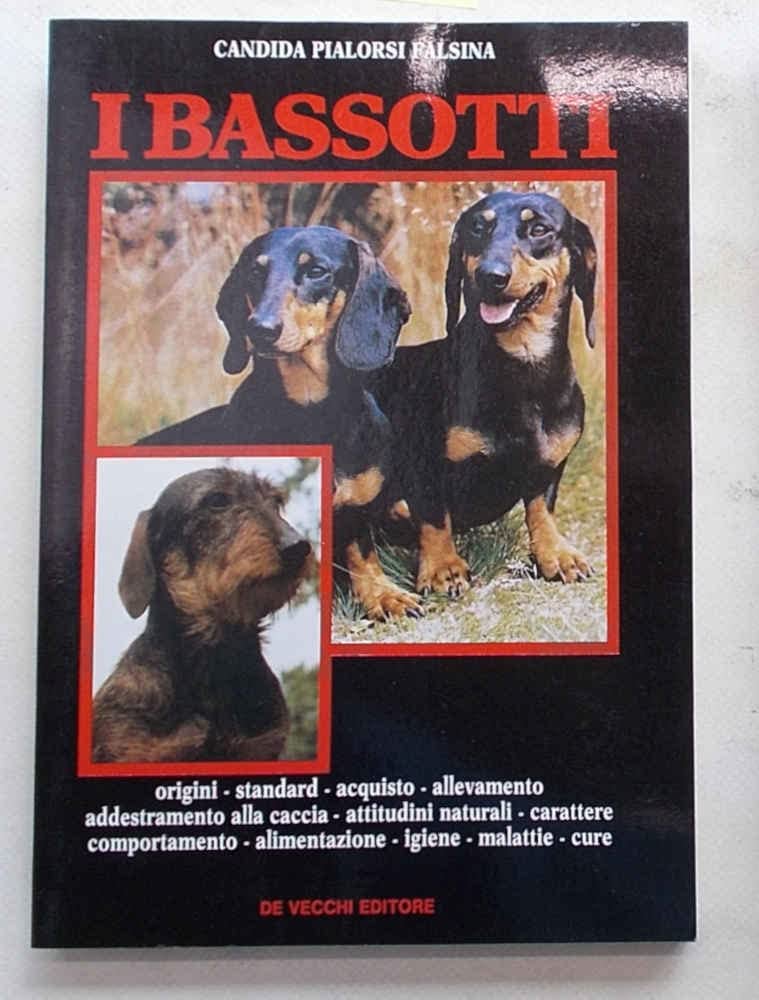 CANDIDA PIALORSI FALSINA
I BASSOTTI
origini - standard - acquisto - allevamento
addestramento alla caccia - attitudini naturali - carattere
comportamento - alimentazione - igiene - malattie - cure
DE VECCHI EDITORE